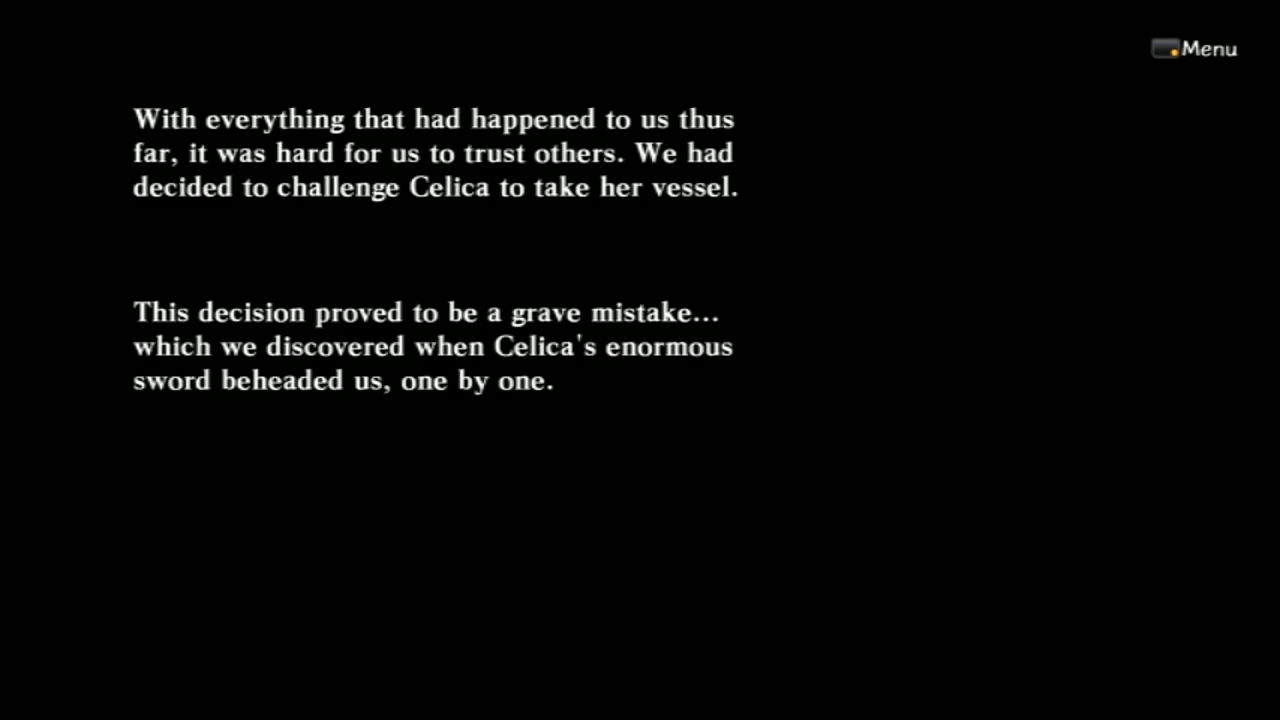 Menu
With everything that had happened to us thus
far, it was hard for us to trust others. We had
decided to challenge Celica to take her vessel.
This decision proved to be a grave mistake...
which we discovered when Celica's enormous
sword beheaded us, one by one.